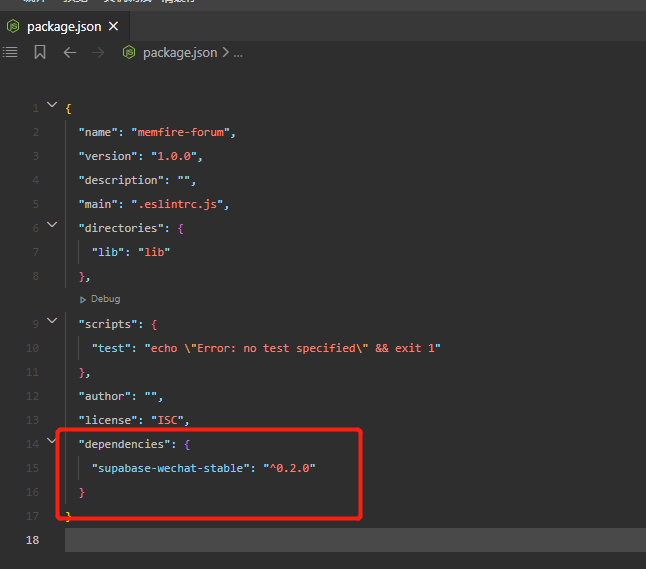 package.json
package.json > ...
1 {
2 "name": "memfire-forum",
3 "version": "1.0.0",
4 "description": "",
5 "main": ".eslintrc.js",
6 "directories": {
7 "lib": "lib"
8 },
Debug
9 "scripts": {
10 "test": "echo \"Error: no test specified\" && exit 1"
11 },
12 "author": "",
13 "license": "ISC",
14 "dependencies": {
15 "supabase-wechat-stable": "^0.2.0"
16 }
17 }
18